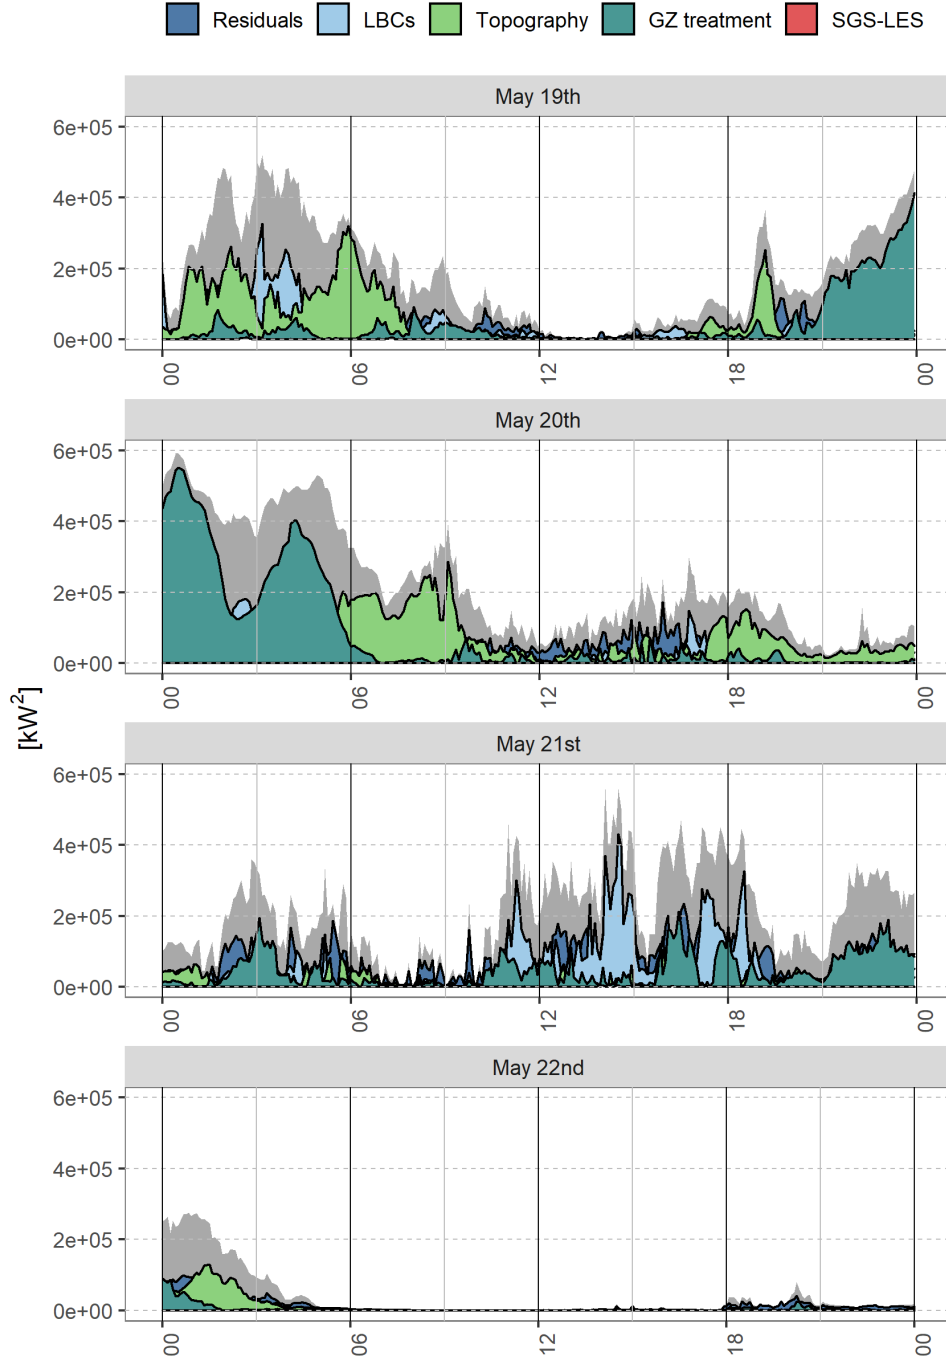 Residuals LBCs Topography GZ treatment SGS-LES
May 19th
6e+05
4e+05
2e+05
0e+00
00 06 12 18 00
May 20th
6e+05
4e+05
2e+05
0e+00
00 06 12 18 00
[kW²]
May 21st
6e+05
4e+05
2e+05
0e+00
00 06 12 18 00
May 22nd
6e+05
4e+05
2e+05
0e+00
00 06 12 18 00